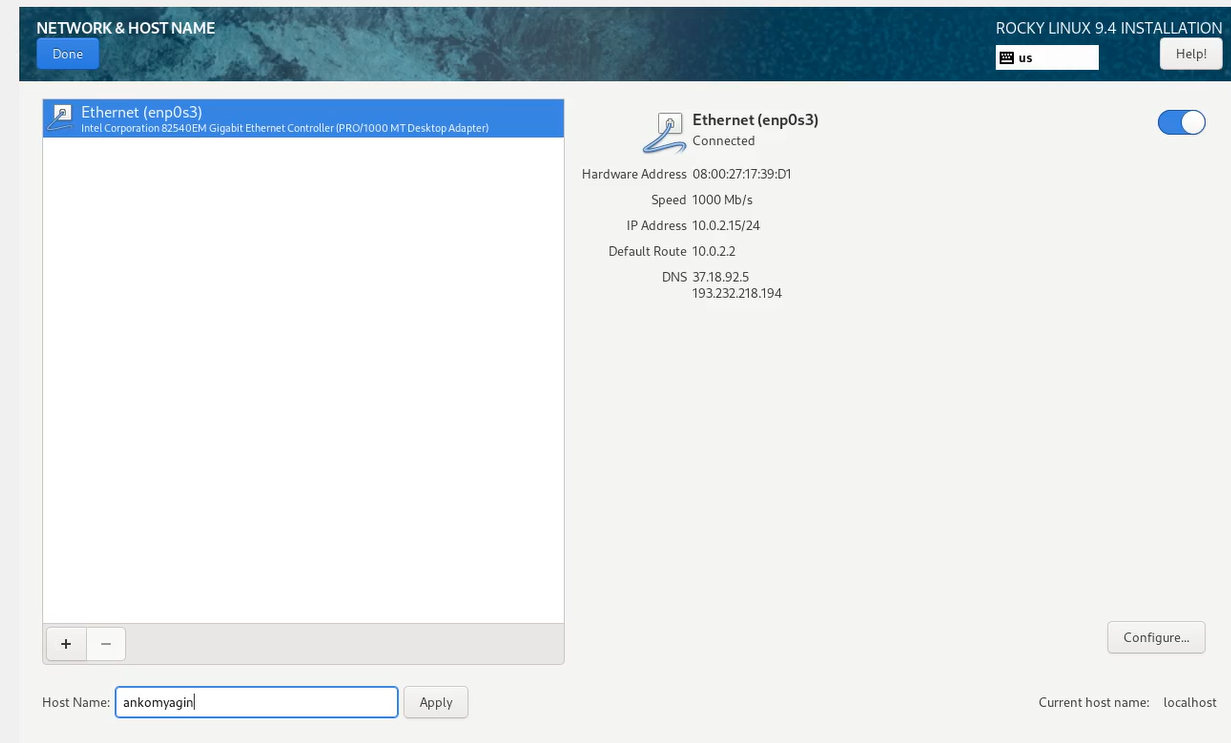 NETWORK & HOST NAME
ROCKY LINUX 9.4 INSTALLATION
Done
us
Help!
Ethernet (enp0s3)
Intel Corporation 82540EM Gigabit Ethernet Controller (PRO/1000 MT Desktop Adapter)
Ethernet (enp0s3)
Connected
Hardware Address 08:00:27:17:39:D1
Speed 1000 Mb/s
IP Address 10.0.2.15/24
Default Route 10.0.2.2
DNS 37.18.92.5
193.232.218.194
+ −
Configure...
Host Name: ankomyagin Apply
Current host name: localhost